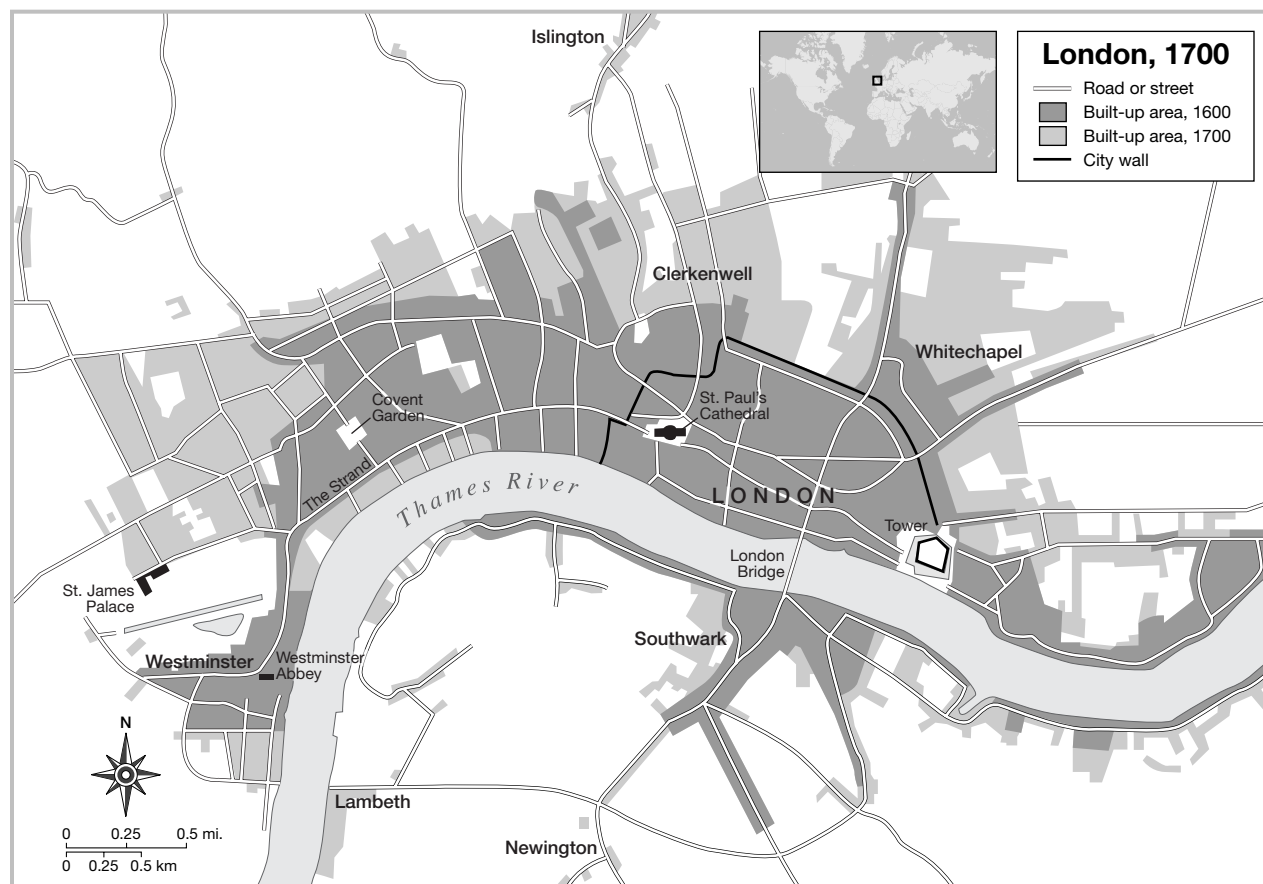 London, 1700
Road or street
Built-up area, 1600
Built-up area, 1700
City wall
Islington
Clerkenwell
Whitechapel
Covent
Garden
St. Paul's
Cathedral
The Strand
Thames River
LONDON
Tower
London
Bridge
St. James
Palace
Southwark
Westminster
Westminster
Abbey
N
Lambeth
Newington
0 0.25 0.5 mi.
0 0.25 0.5 km